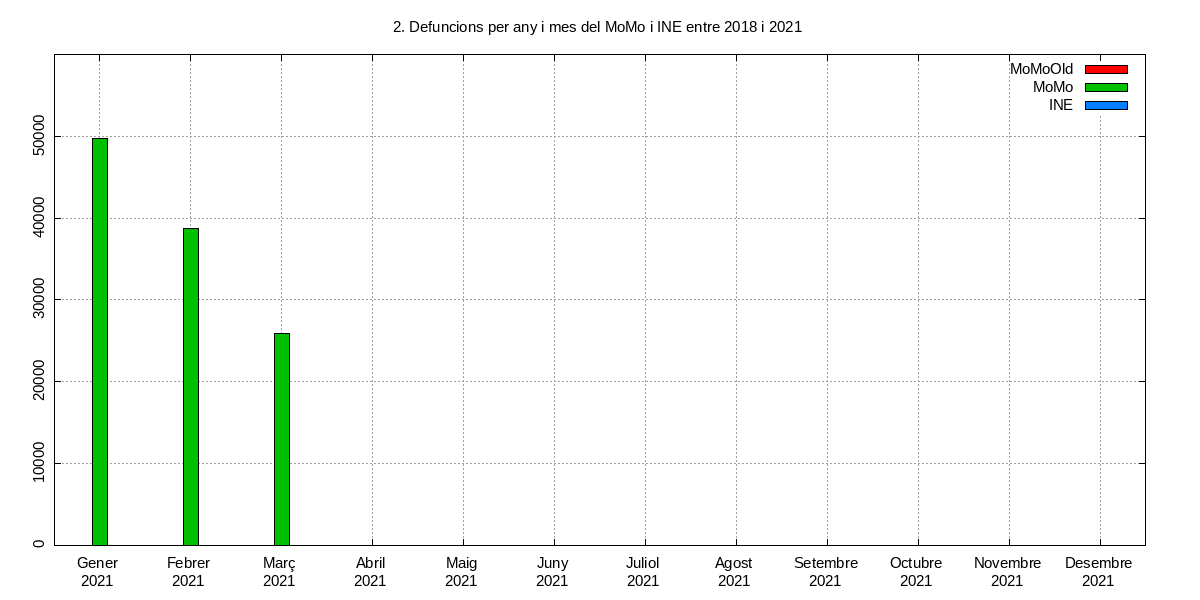 2. Defuncions per any i mes del MoMo i INE entre 2018 i 2021
MoMoOld
MoMo
INE
50000
40000
30000
20000
10000
0
Gener Febrer Març Abril Maig Juny Juliol Agost Setembre Octubre Novembre Desembre
2021 2021 2021 2021 2021 2021 2021 2021 2021 2021 2021 2021